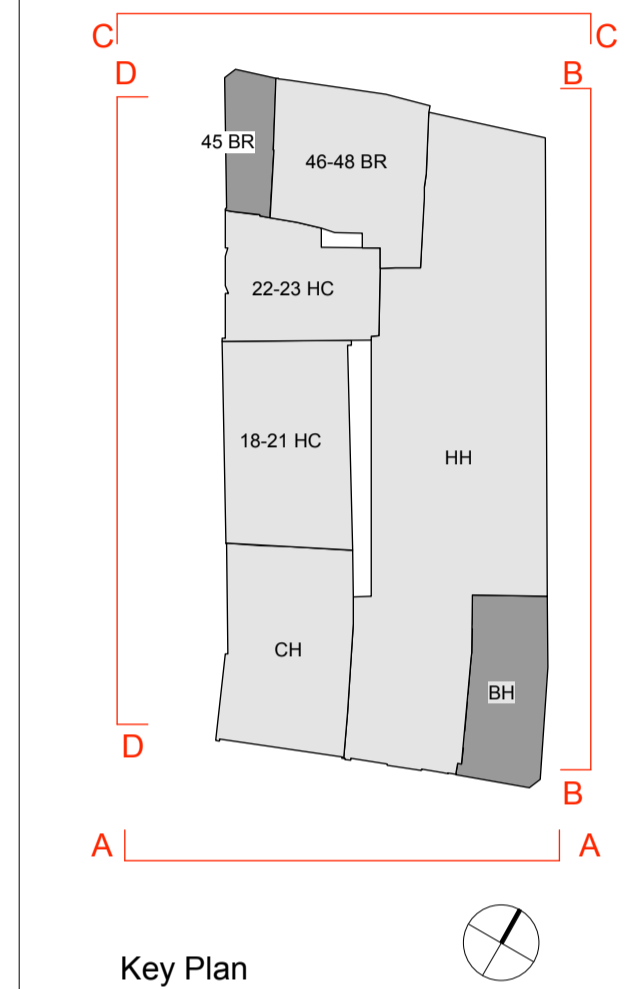 C C
D B
45 BR
46-48 BR
22-23 HC
18-21 HC
HH
CH
BH
D
B
A A
Key Plan